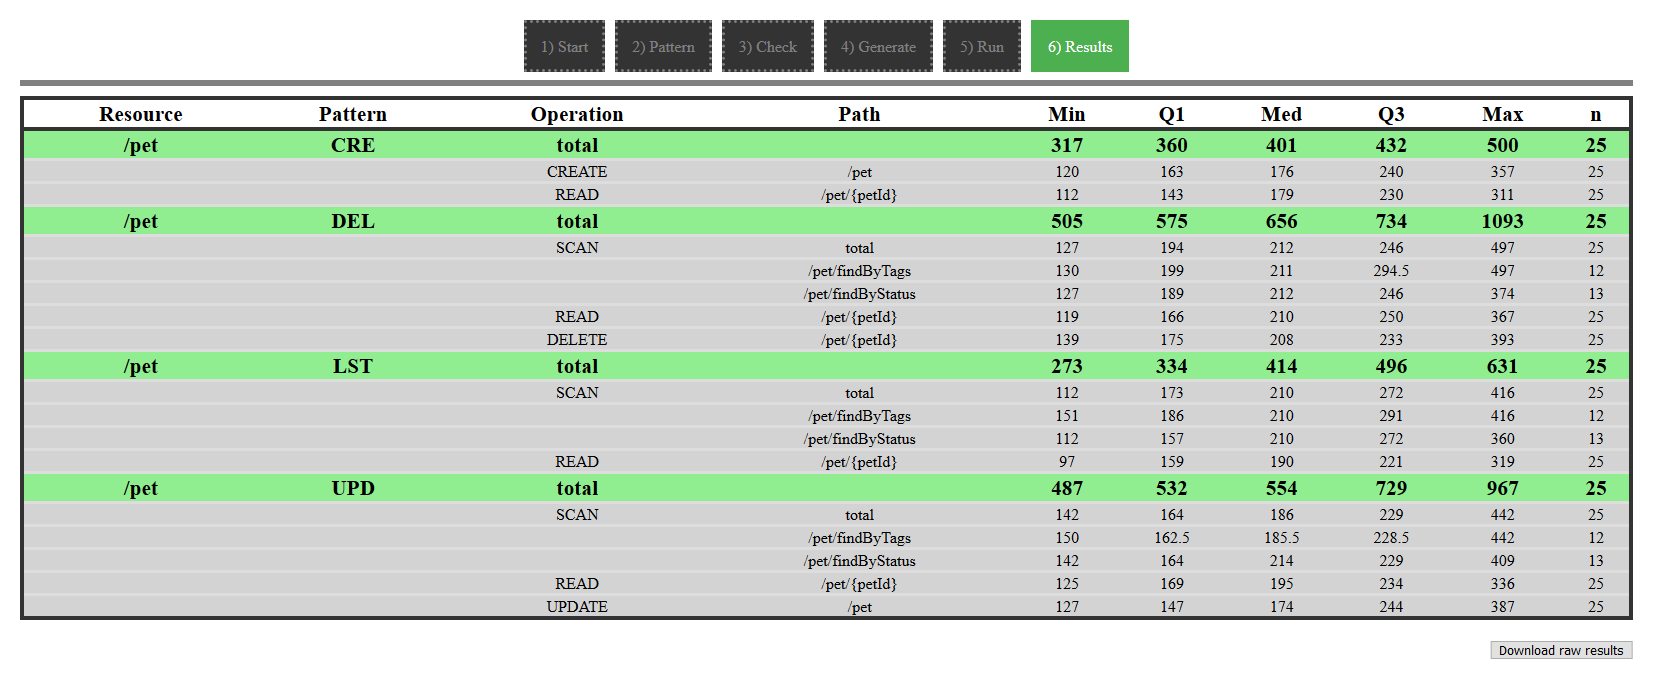 1) Start 2) Pattern 3) Check 4) Generate 5) Run 6) Results
Resource Pattern Operation Path Min Q1 Med Q3 Max n
/pet CRE total 317 360 401 432 500 25
CREATE /pet 120 163 176 240 357 25
READ /pet/{petId} 112 143 179 230 311 25
/pet DEL total 505 575 656 734 1093 25
SCAN total 127 194 212 246 497 25
/pet/findByTags 130 199 211 294.5 497 12
/pet/findByStatus 127 189 212 246 374 13
READ /pet/{petId} 119 166 210 250 367 25
DELETE /pet/{petId} 139 175 208 233 393 25
/pet LST total 273 334 414 496 631 25
SCAN total 112 173 210 272 416 25
/pet/findByTags 151 186 210 291 416 12
/pet/findByStatus 112 157 210 272 360 13
READ /pet/{petId} 97 159 190 221 319 25
/pet UPD total 487 532 554 729 967 25
SCAN total 142 164 186 229 442 25
/pet/findByTags 150 162.5 185.5 228.5 442 12
/pet/findByStatus 142 164 214 229 409 13
READ /pet/{petId} 125 169 195 234 336 25
UPDATE /pet 127 147 174 244 387 25
Download raw results